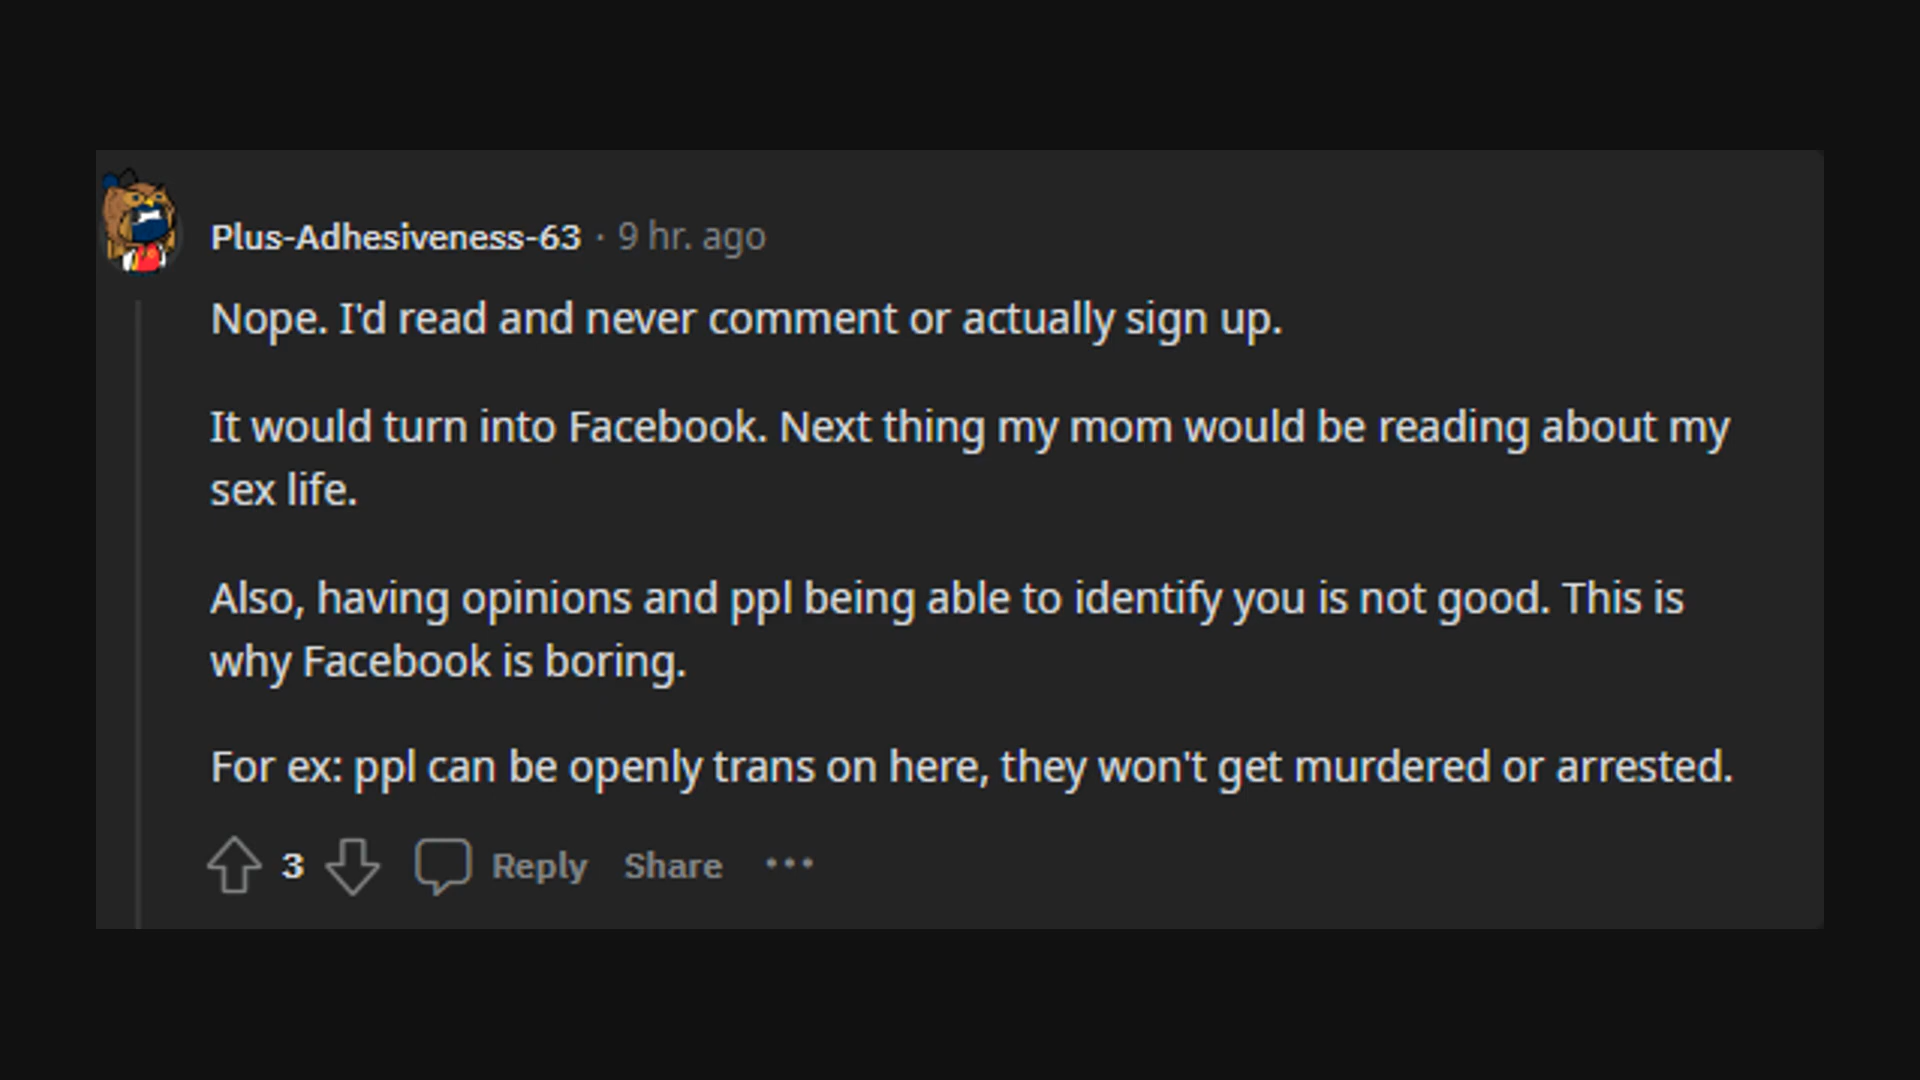 Plus-Adhesiveness-63 · 9 hr. ago
Nope. I'd read and never comment or actually sign up.
It would turn into Facebook. Next thing my mom would be reading about my
sex life.
Also, having opinions and ppl being able to identify you is not good. This is
why Facebook is boring.
For ex: ppl can be openly trans on here, they won't get murdered or arrested.
3 Reply Share ···